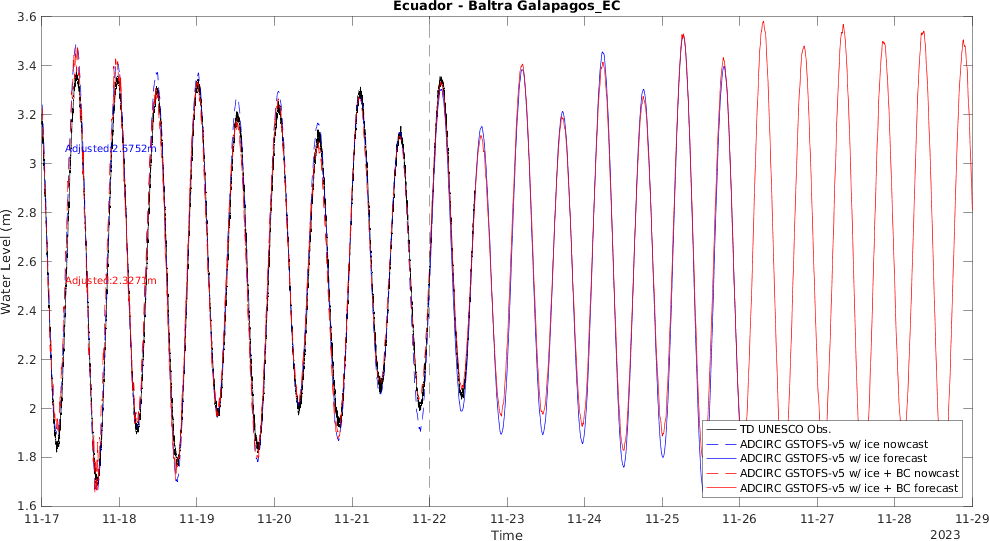 Ecuador - Baltra Galapagos_EC
3.6
3.4
3.2
3
2.8
2.6
2.4
2.2
2
1.8
1.6
Water Level (m)
Adjusted:2.5752m
Adjusted:2.3271m
TD UNESCO Obs.
ADCIRC GSTOFS-v5 w/ ice nowcast
ADCIRC GSTOFS-v5 w/ ice forecast
ADCIRC GSTOFS-v5 w/ ice + BC nowcast
ADCIRC GSTOFS-v5 w/ ice + BC forecast
11-17 11-18 11-19 11-20 11-21 11-22 11-23 11-24 11-25 11-26 11-27 11-28 11-29
Time
2023